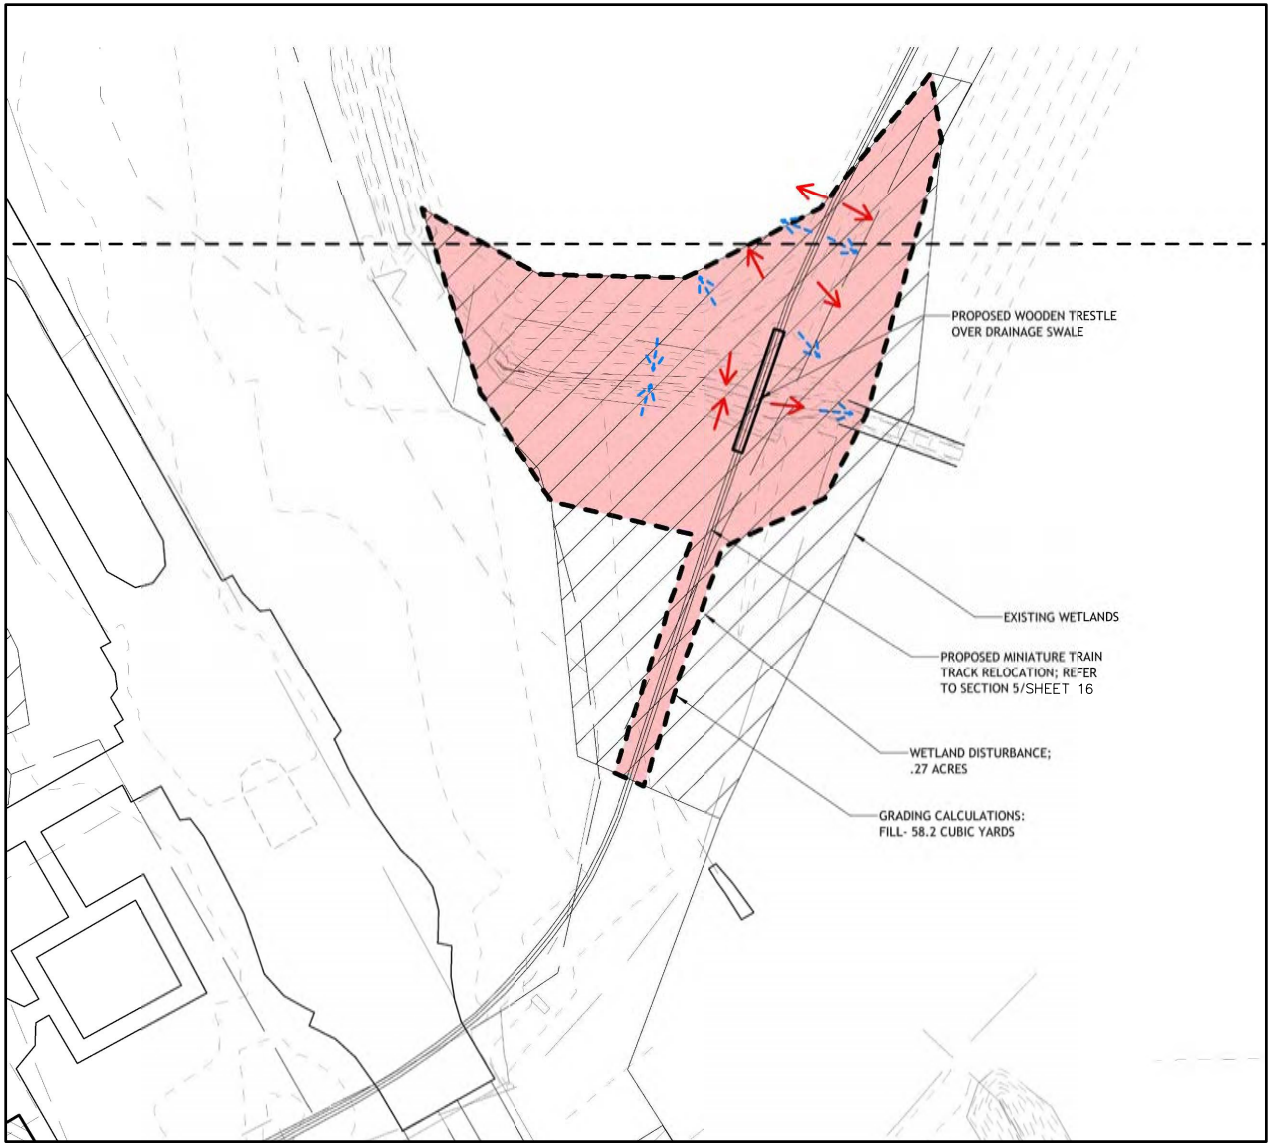 PROPOSED WOODEN TRESTLE
OVER DRAINAGE SWALE
EXISTING WETLANDS
PROPOSED MINIATURE TRAIN
TRACK RELOCATION; REFER
TO SECTION 5/SHEET 16
WETLAND DISTURBANCE;
.27 ACRES
GRADING CALCULATIONS:
FILL- 58.2 CUBIC YARDS